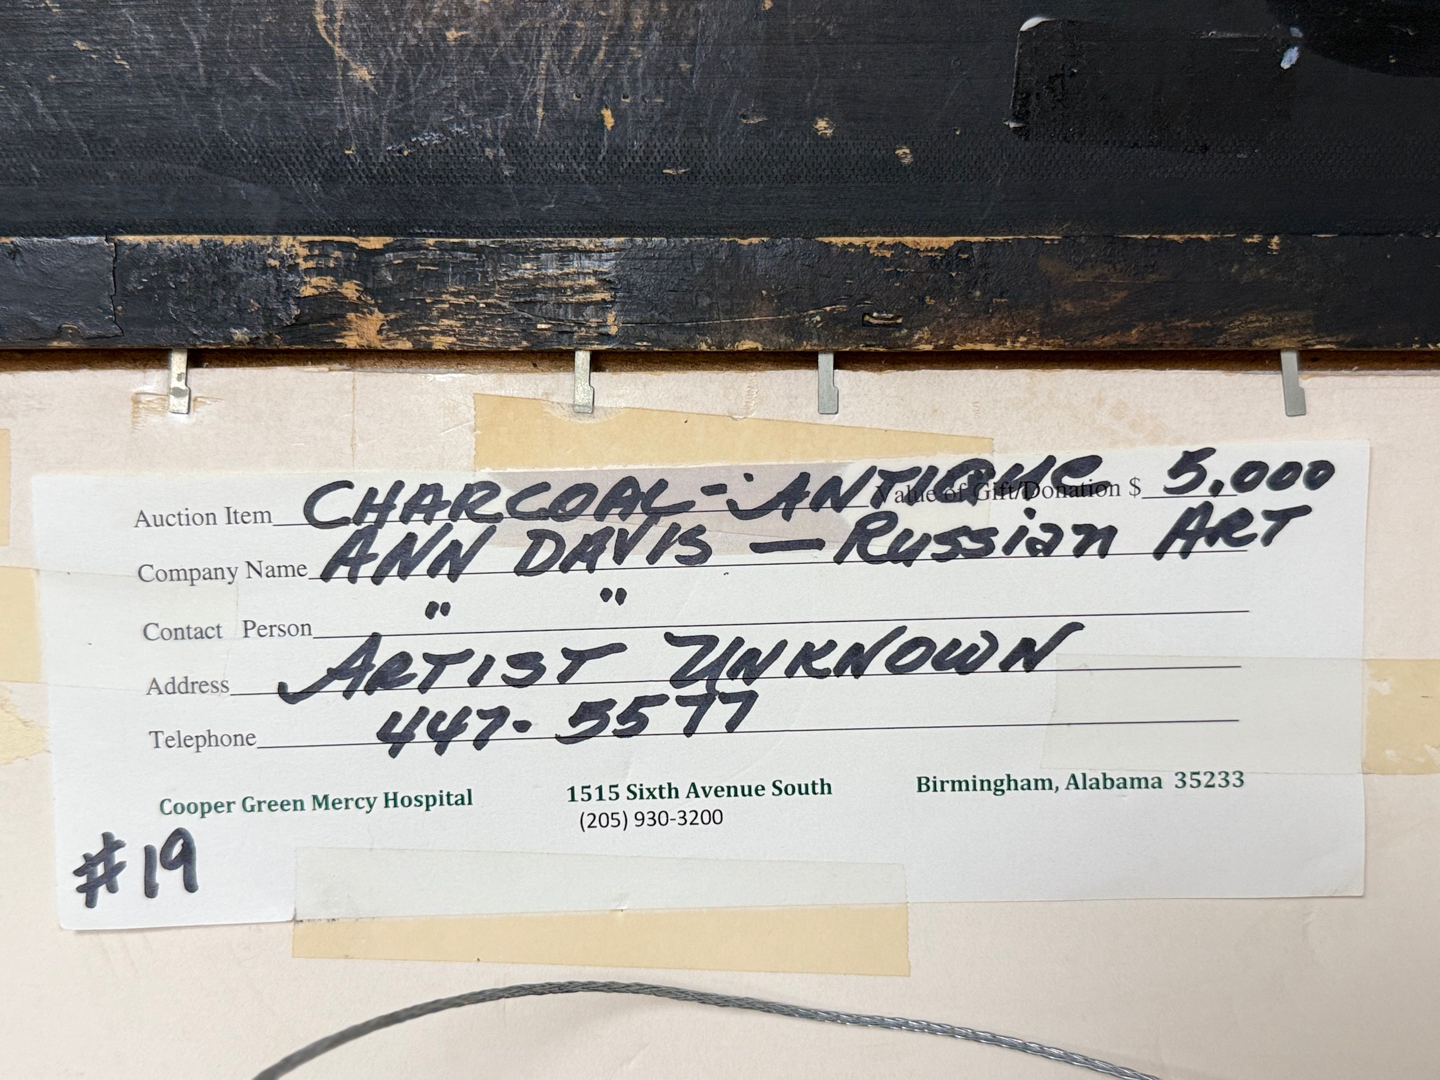 Auction Item CHARCOAL - ANTIQUE Value of Gift/Donation $ 5,000
Company Name ANN DAVIS — Russian ART
Contact Person " "
Address ARTIST UNKNOWN
Telephone 447-5577
Cooper Green Mercy Hospital 1515 Sixth Avenue South Birmingham, Alabama 35233
(205) 930-3200
#19